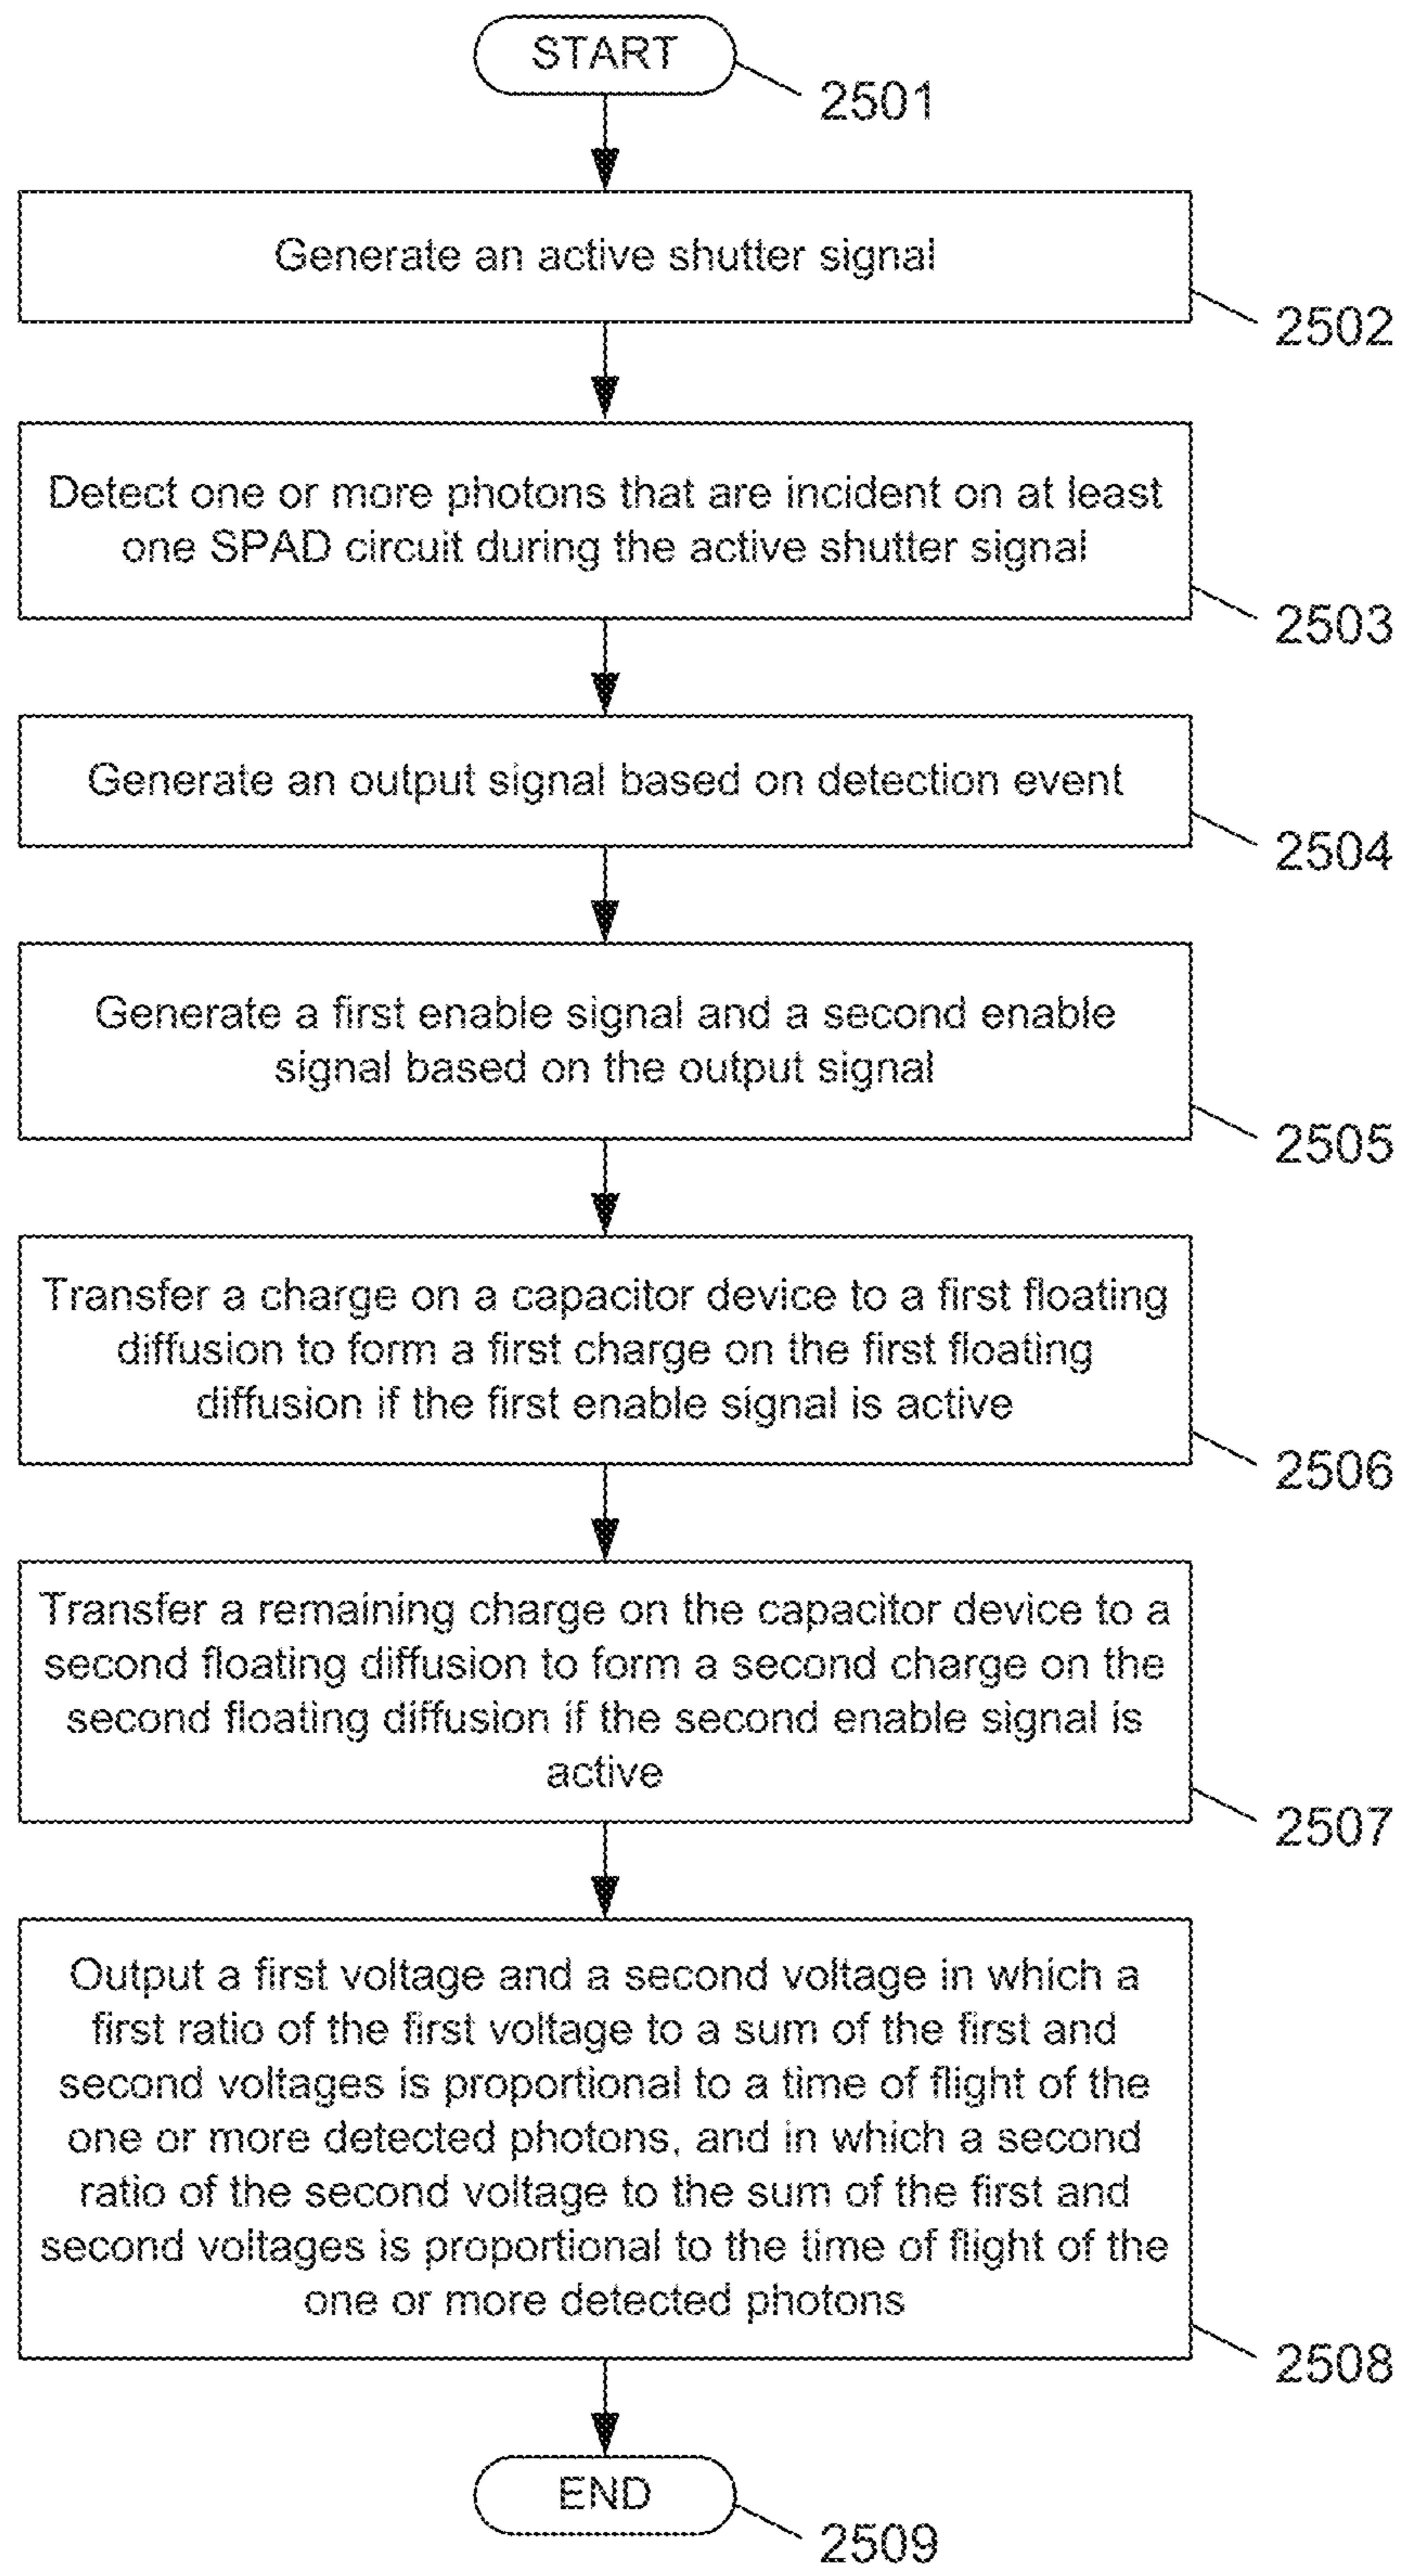 START
2501
Generate an active shutter signal
2502
Detect one or more photons that are incident on at least
one SPAD circuit during the active shutter signal
2503
Generate an output signal based on detection event
2504
Generate a first enable signal and a second enable
signal based on the output signal
2505
Transfer a charge on a capacitor device to a first floating
diffusion to form a first charge on the first floating
diffusion if the first enable signal is active
2506
Transfer a remaining charge on the capacitor device to a
second floating diffusion to form a second charge on the
second floating diffusion if the second enable signal is
active
2507
Output a first voltage and a second voltage in which a
first ratio of the first voltage to a sum of the first and
second voltages is proportional to a time of flight of the
one or more detected photons, and in which a second
ratio of the second voltage to the sum of the first and
second voltages is proportional to the time of flight of the
one or more detected photons
2508
END
2509